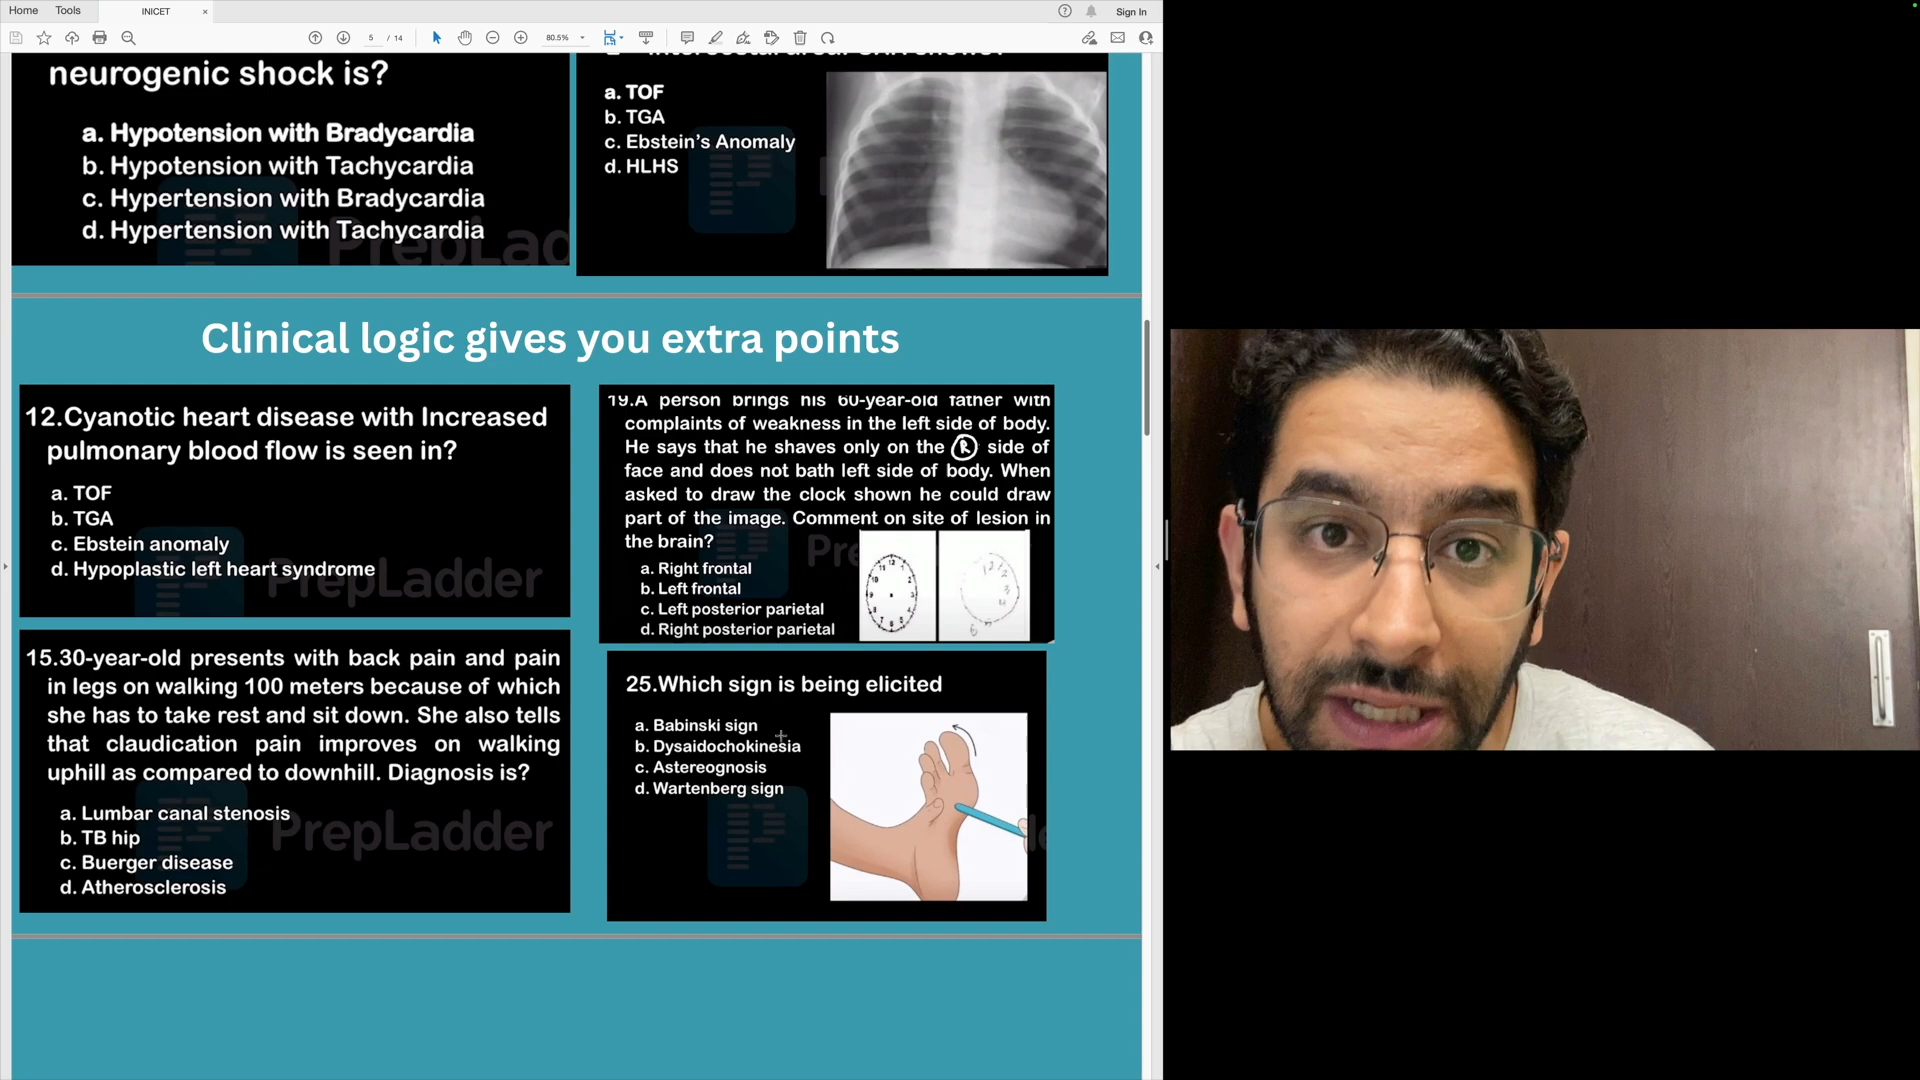 Home
Tools
INICET
×
Sign In
5 / 14
80.5%
neurogenic shock is?
a. Hypotension with Bradycardia
b. Hypotension with Tachycardia
c. Hypertension with Bradycardia
d. Hypertension with Tachycardia
a. TOF
b. TGA
c. Ebstein's Anomaly
d. HLHS
Clinical logic gives you extra points
12.Cyanotic heart disease with Increased
pulmonary blood flow is seen in?
a. TOF
b. TGA
c. Ebstein anomaly
d. Hypoplastic left heart syndrome
PrepLadder
15.30-year-old presents with back pain and pain
in legs on walking 100 meters because of which
she has to take rest and sit down. She also tells
that claudication pain improves on walking
uphill as compared to downhill. Diagnosis is?
a. Lumbar canal stenosis
b. TB hip
c. Buerger disease
d. Atherosclerosis
PrepLadder
19.A person brings his 60-year-old father with
complaints of weakness in the left side of body.
He says that he shaves only on the R side of
face and does not bath left side of body. When
asked to draw the clock shown he could draw
part of the image. Comment on site of lesion in
the brain?
a. Right frontal
b. Left frontal
c. Left posterior parietal
d. Right posterior parietal
25.Which sign is being elicited
a. Babinski sign
b. Dysaidochokinesia
c. Astereognosis
d. Wartenberg sign